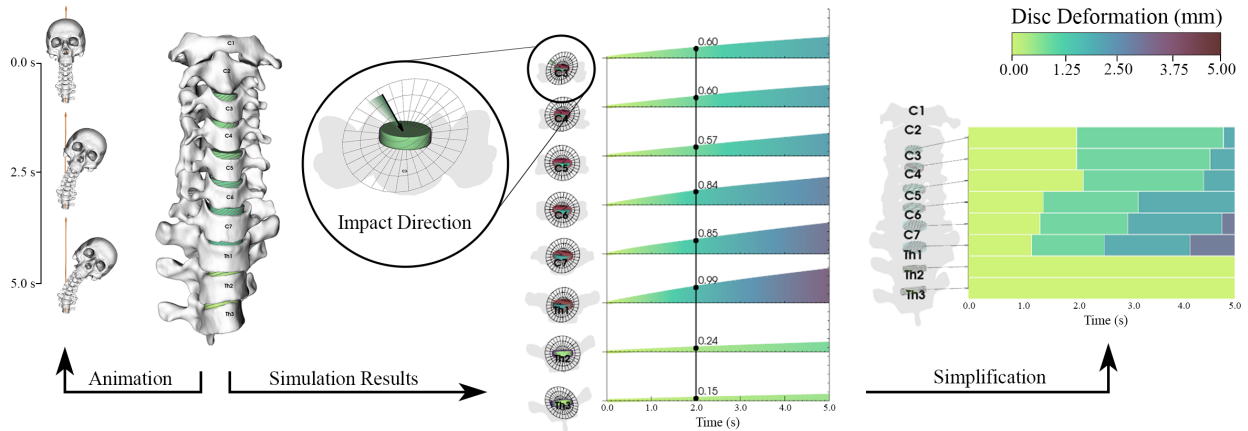 0.0 s
2.5 s
5.0 s
Animation
C1
C2
C3
C4
C5
C6
C7
Th1
Th2
Th3
Simulation Results
C3
Impact Direction
C3
C4
C5
C6
C7
Th1
Th2
Th3
0.60
0.60
0.57
0.84
0.85
0.99
0.24
0.15
0.0 1.0 2.0 3.0 4.0 5.0
Time (s)
Simplification
Disc Deformation (mm)
0.00 1.25 2.50 3.75 5.00
C1
C2
C3
C4
C5
C6
C7
Th1
Th2
Th3
0.0 1.0 2.0 3.0 4.0 5.0
Time (s)